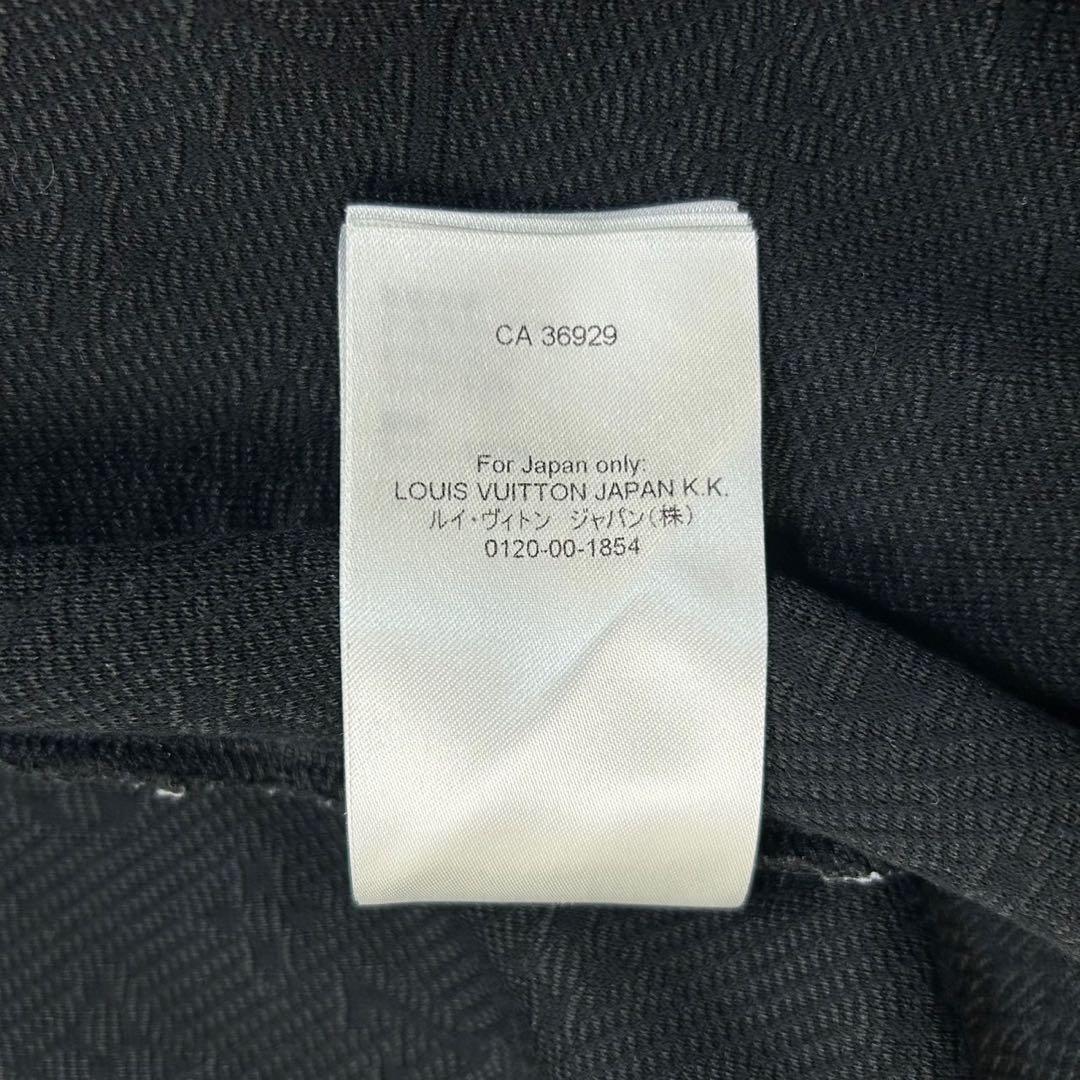 CA 36929
For Japan only:
LOUIS VUITTON JAPAN K.K.
ルイ・ヴィトン ジャパン(株)
0120-00-1854